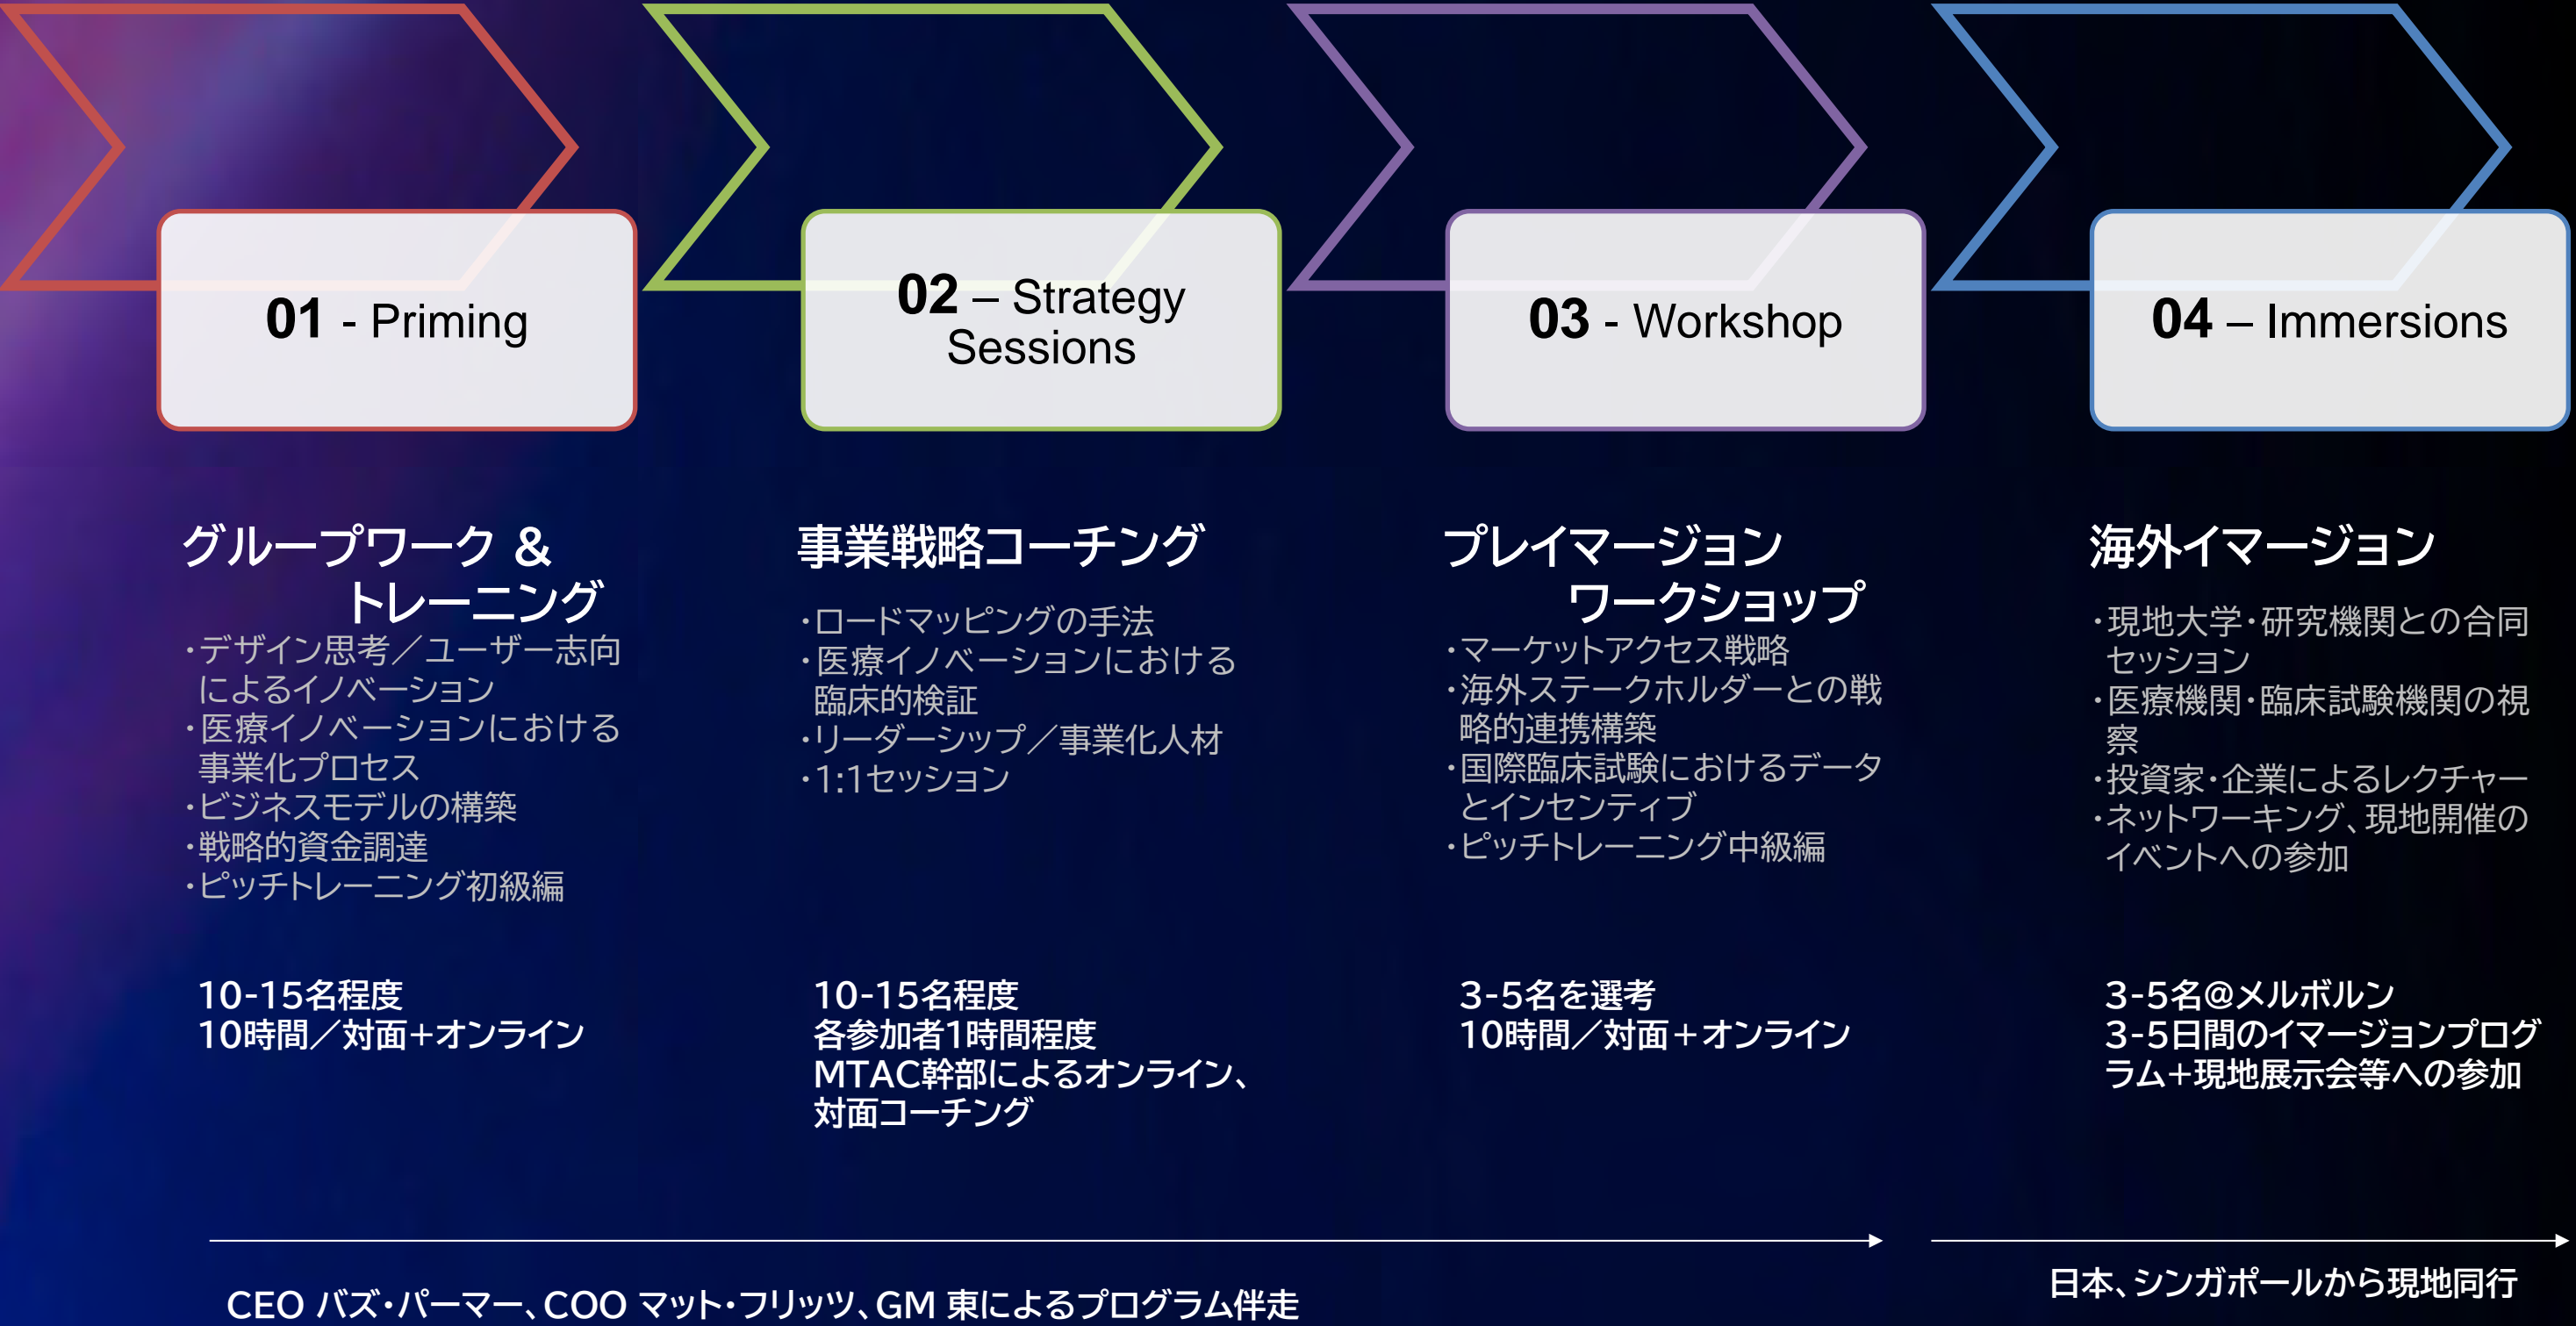 01 - Priming
02 – Strategy
Sessions
03 - Workshop
04 – Immersions
グループワーク ＆
トレーニング
・デザイン思考／ユーザー志向
によるイノベーション
・医療イノベーションにおける
事業化プロセス
・ビジネスモデルの構築
・戦略的資金調達
・ピッチトレーニング初級編
10-15名程度
10時間／対面＋オンライン
事業戦略コーチング
・ロードマッピングの手法
・医療イノベーションにおける
臨床的検証
・リーダーシップ／事業化人材
・1:1セッション
10-15名程度
各参加者1時間程度
MTAC幹部によるオンライン、
対面コーチング
プレイマージョン
ワークショップ
・マーケットアクセス戦略
・海外ステークホルダーとの戦
略的連携構築
・国際臨床試験におけるデータ
とインセンティブ
・ピッチトレーニング中級編
3-5名を選考
10時間／対面＋オンライン
海外イマージョン
・現地大学・研究機関との合同
セッション
・医療機関・臨床試験機関の視
察
・投資家・企業によるレクチャー
・ネットワーキング、現地開催の
イベントへの参加
3-5名＠メルボルン
3-5日間のイマージョンプログ
ラム＋現地展示会等への参加
CEO バズ・パーマー、COO マット・フリッツ、GM 東によるプログラム伴走
日本、シンガポールから現地同行